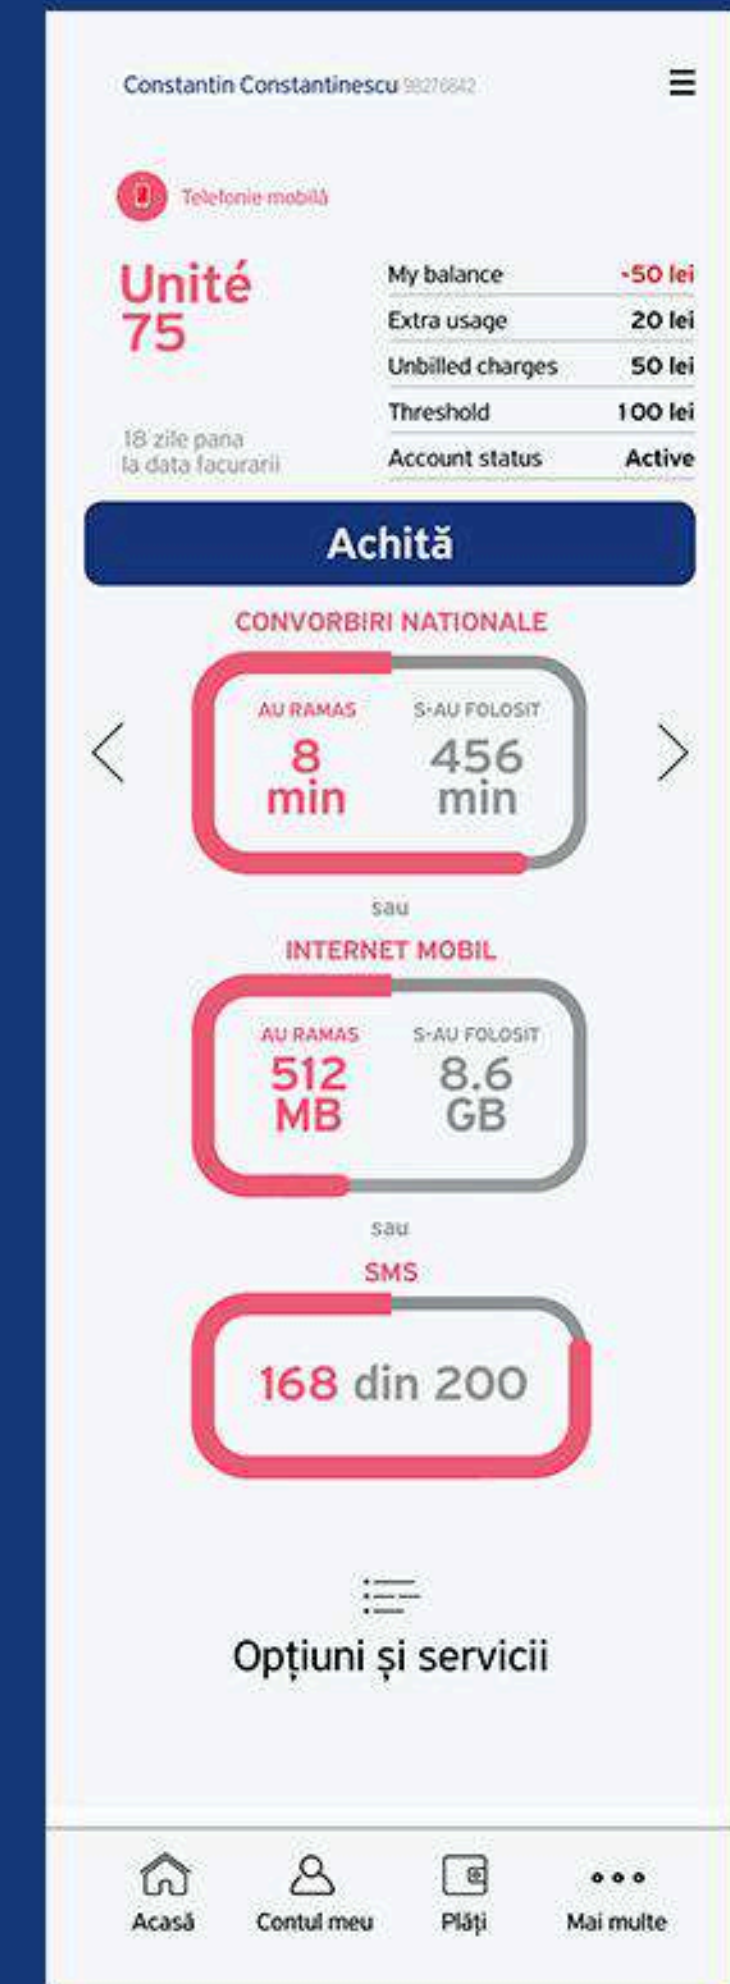 Constantin Constantinescu 98276842
Telefonie mobilă
Unité
75
18 zile pana
la data facurarii
My balance -50 lei
Extra usage 20 lei
Unbilled charges 50 lei
Threshold 100 lei
Account status Active
Achită
CONVORBIRI NATIONALE
AU RAMAS S-AU FOLOSIT
8 456
min min
sau
INTERNET MOBIL
AU RAMAS S-AU FOLOSIT
512 8.6
MB GB
sau
SMS
168 din 200
Opțiuni și servicii
Acasă Contul meu Plăți Mai multe